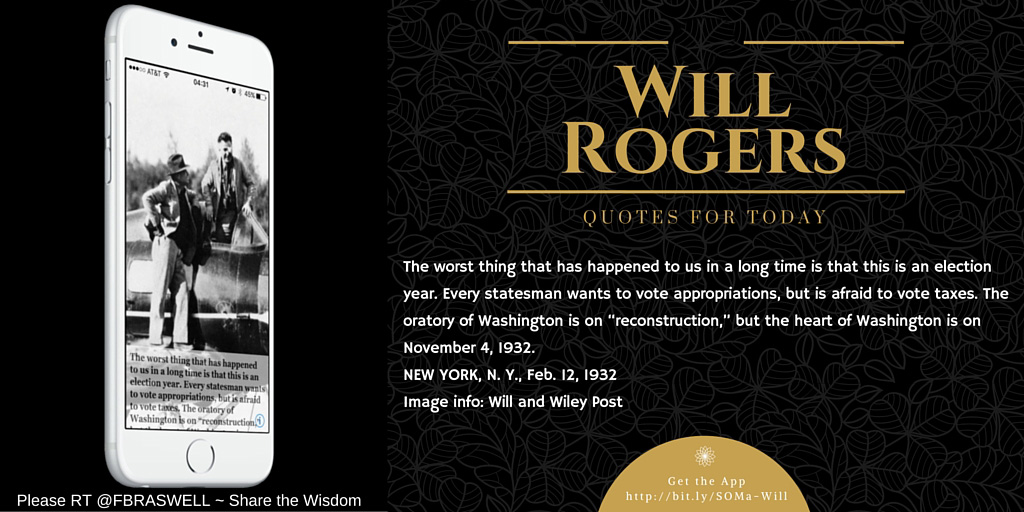 AT&T
04:31
45%
The worst thing that has happened
to us in a long time is that this is an
election year. Every statesman wants
to vote appropriations, but is afraid
to vote taxes. The oratory of
Washington is on “reconstruction,
Please RT @FBRASWELL ~ Share the Wisdom
WILL
ROGERS
QUOTES FOR TODAY
The worst thing that has happened to us in a long time is that this is an election
year. Every statesman wants to vote appropriations, but is afraid to vote taxes. The
oratory of Washington is on “reconstruction,” but the heart of Washington is on
November 4, 1932.
NEW YORK, N. Y., Feb. 12, 1932
Image info: Will and Wiley Post
Get the App
http://bit.ly/SOMa-Will